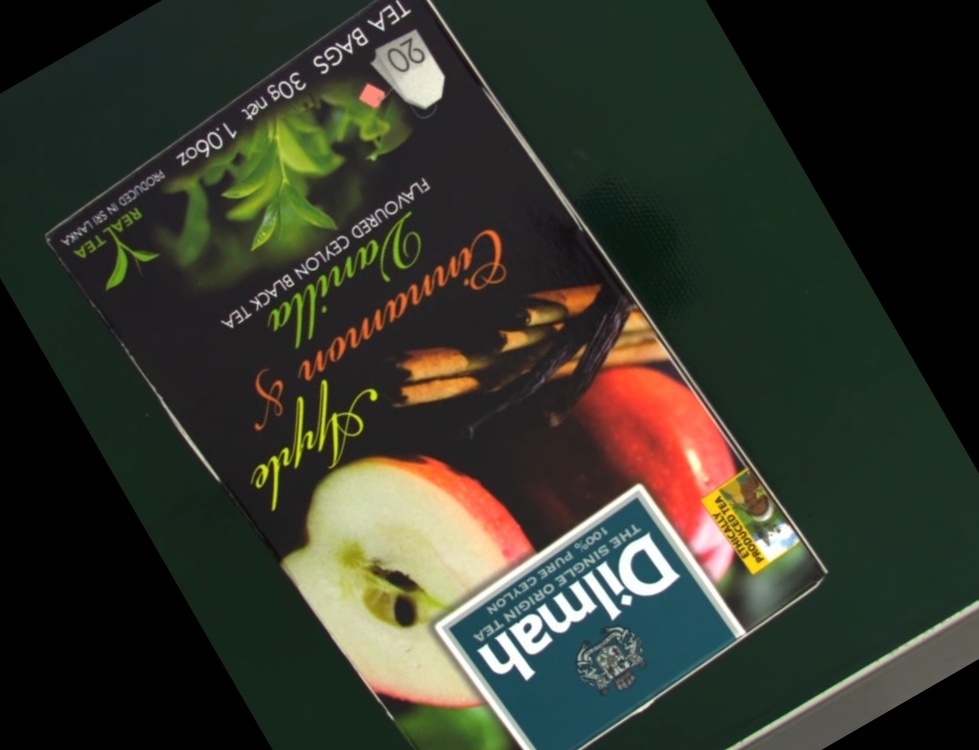 Dilmah
THE SINGLE ORIGIN TEA
100% PURE CEYLON
ETHICALLY
PRODUCED TEA
Apple
Cinnamon &
Vanilla
FLAVOURED CEYLON BLACK TEA
REAL TEA
PRODUCED IN SRI LANKA
20
TEA BAGS 30g net 1.06oz